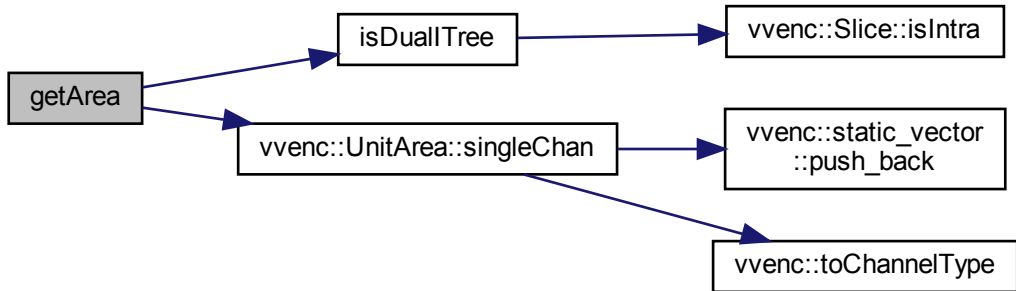 getArea
isDualITree
vvenc::Slice::isIntra
vvenc::UnitArea::singleChan
vvenc::static_vector
::push_back
vvenc::toChannelType